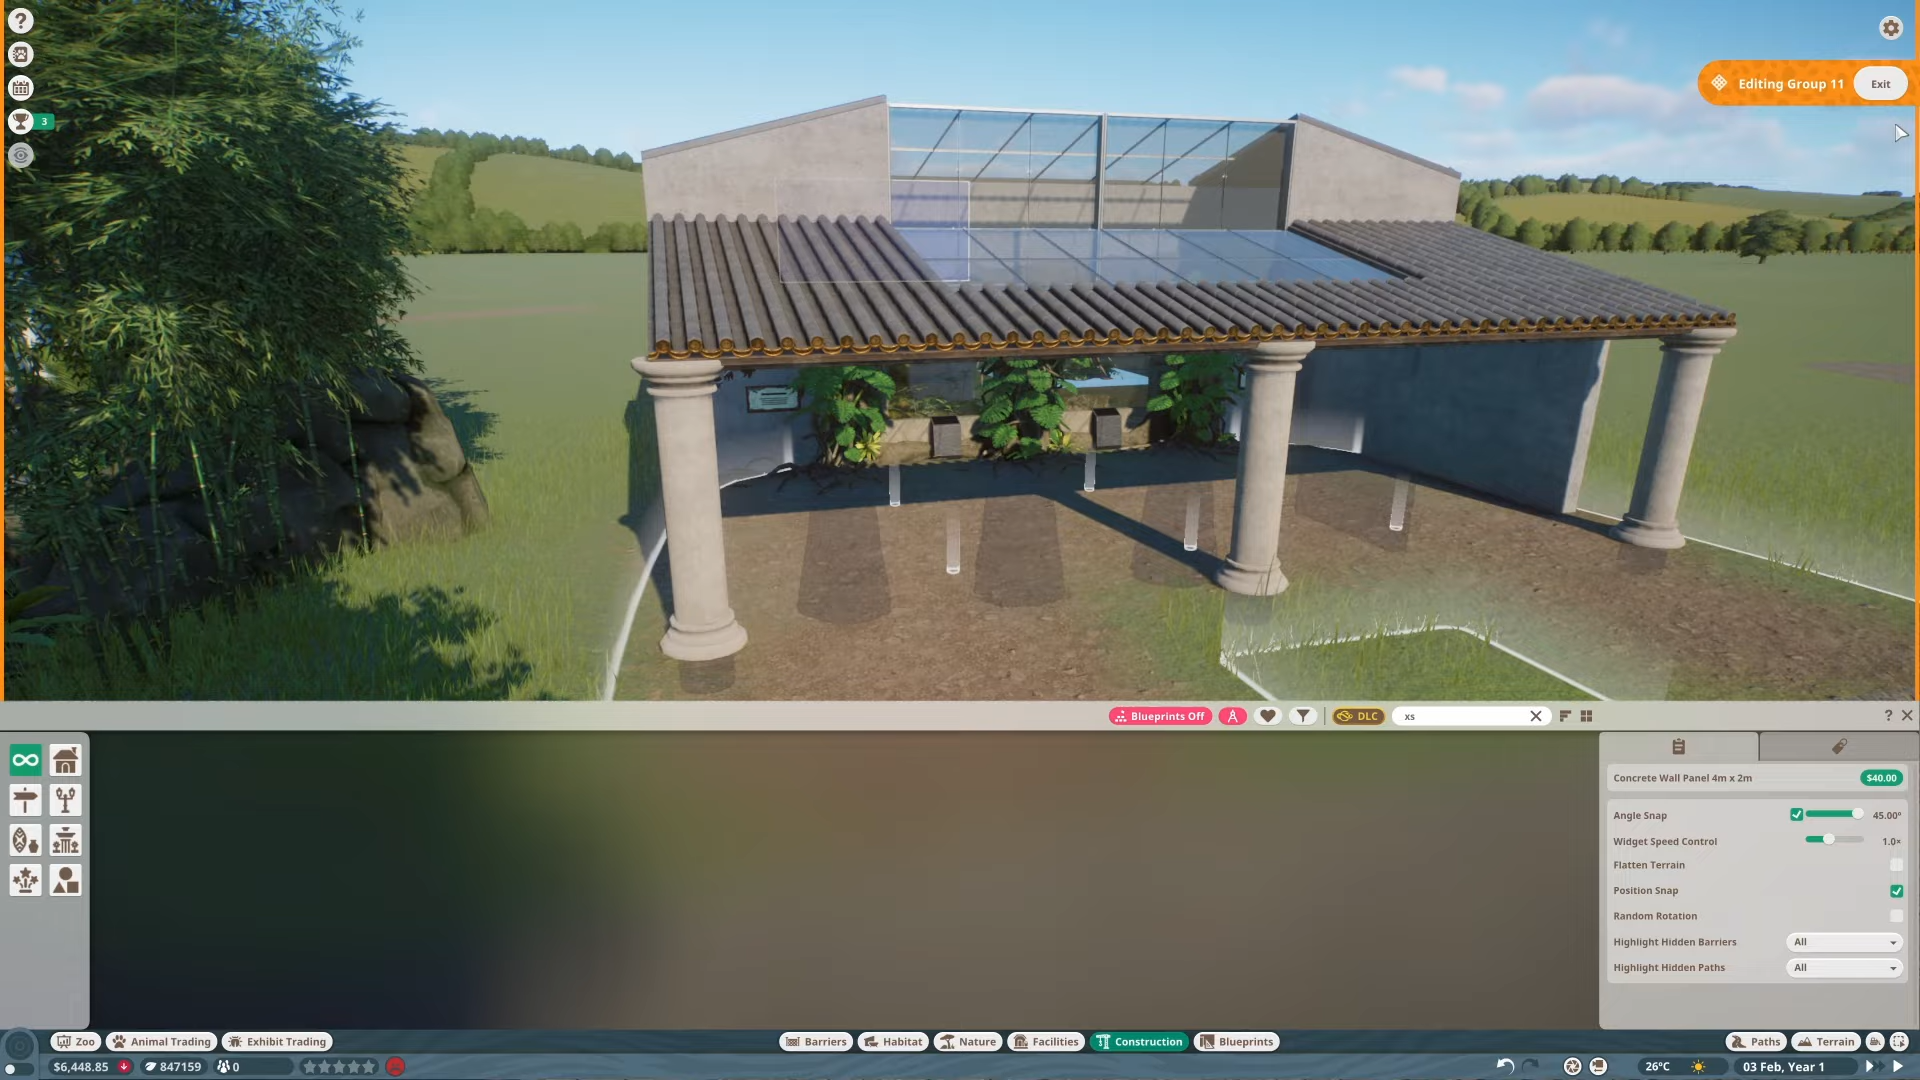 ?
3
Editing Group 11 Exit
Blueprints Off DLC xs ?
Concrete Wall Panel 4m x 2m $40.00
Angle Snap 45.00°
Widget Speed Control 1.0×
Flatten Terrain
Position Snap
Random Rotation
Highlight Hidden Barriers All
Highlight Hidden Paths All
Zoo Animal Trading Exhibit Trading Barriers Habitat Nature Facilities Construction Blueprints Paths Terrain
$6,448.85 847159 0 26°C 03 Feb, Year 1